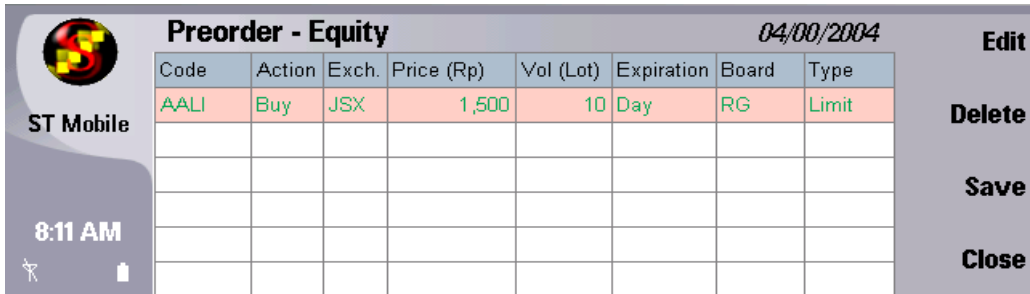 Preorder - Equity 04/00/2004
Code Action Exch. Price (Rp) Vol (Lot) Expiration Board Type
AALI Buy JSX 1,500 10 Day RG Limit
S
ST Mobile
8:11 AM
Edit
Delete
Save
Close